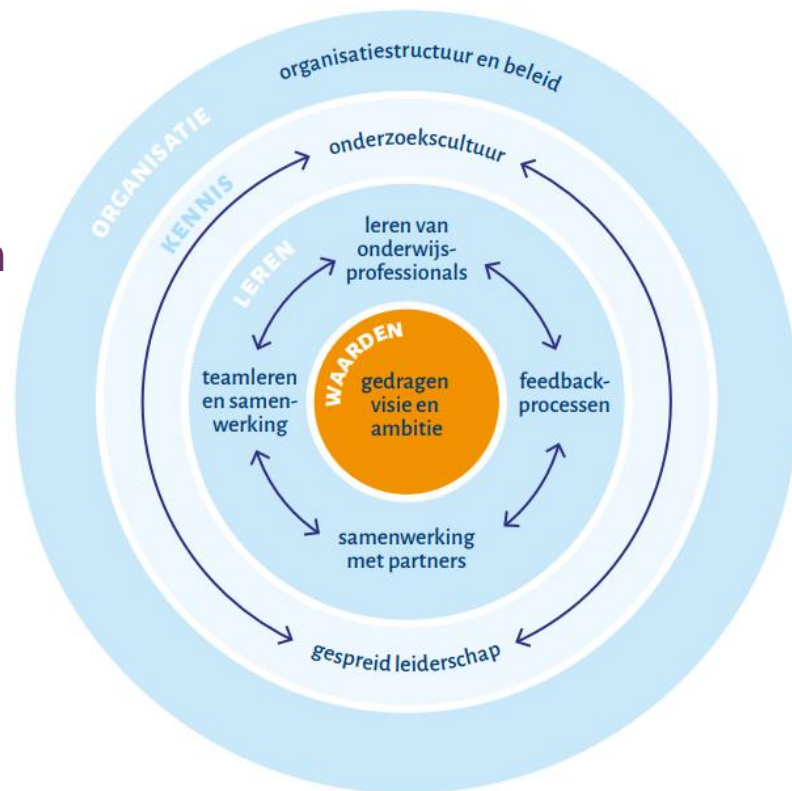 organisatiestructuur en beleid
ORGANISATIE
onderzoekscultuur
KENNIS
leren van
onderwijs-
professionals
LEREN
WAARDEN
teamleren
en samen-
werking
gedragen
visie en
ambitie
feedback-
processen
samenwerking
met partners
gespreid leiderschap